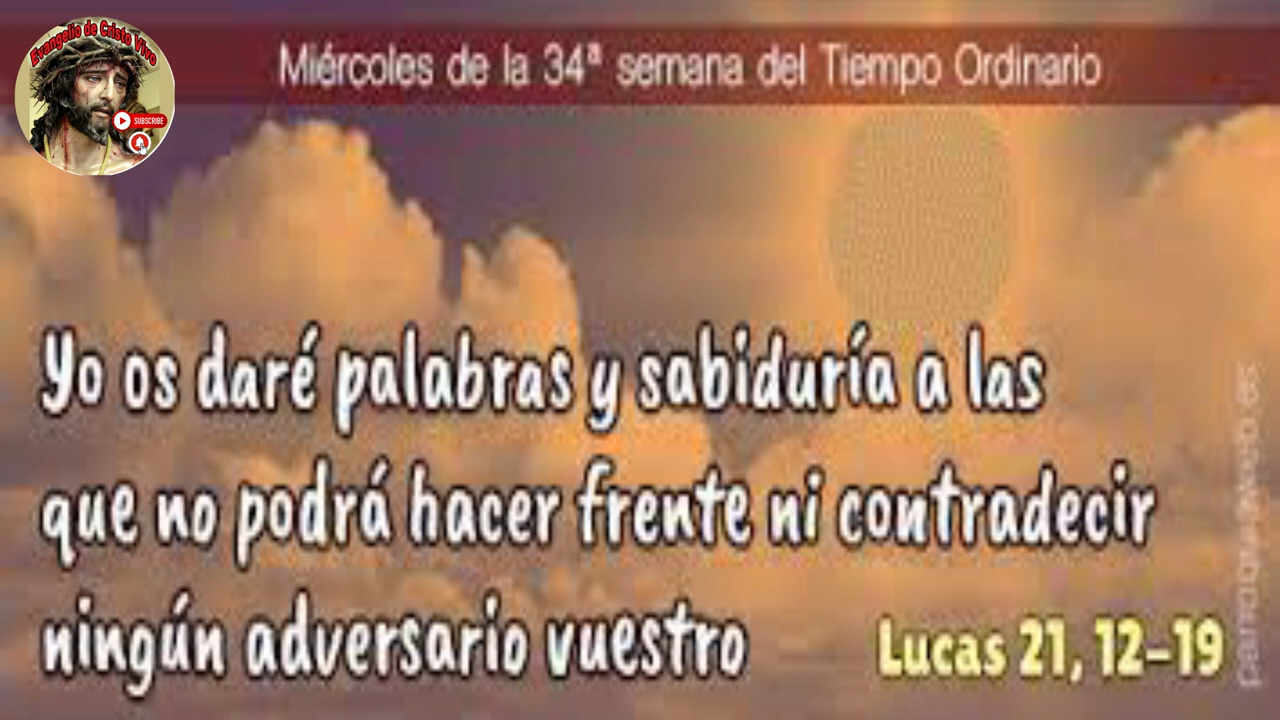 Evangelio de Cristo Vivo
SUBSCRIBE
Miércoles de la 34ª semana del Tiempo Ordinario
Yo os daré palabras y sabiduría a las
que no podrá hacer frente ni contradecir
ningún adversario vuestro
Lucas 21, 12-19